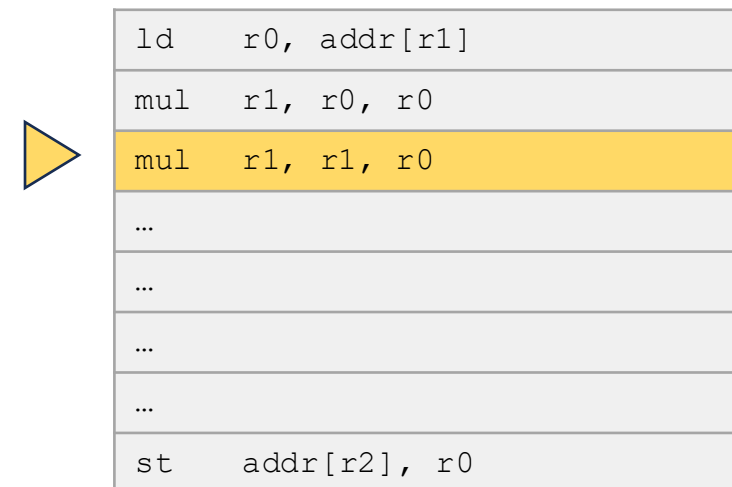 ld r0, addr[r1]
mul r1, r0, r0
mul r1, r1, r0
…
…
…
…
st addr[r2], r0